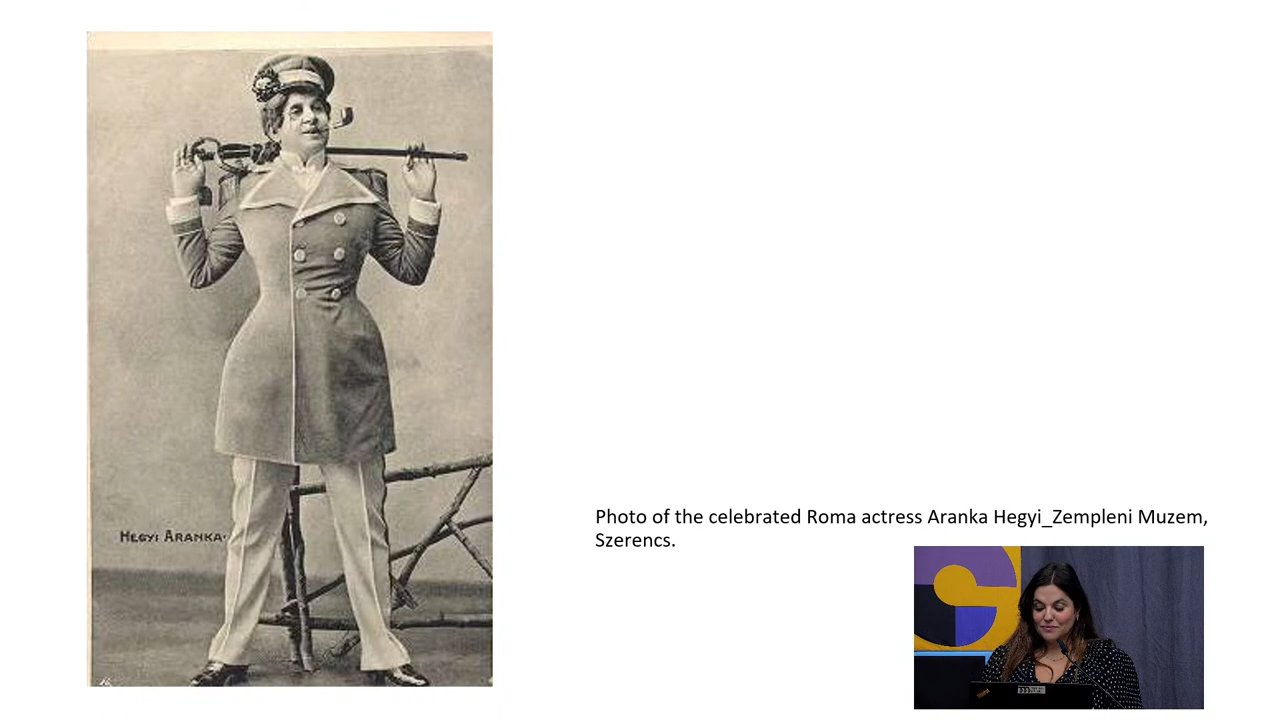 HEGYI ARANKA.
Photo of the celebrated Roma actress Aranka Hegyi_Zempleni Muzem,
Szerencs.